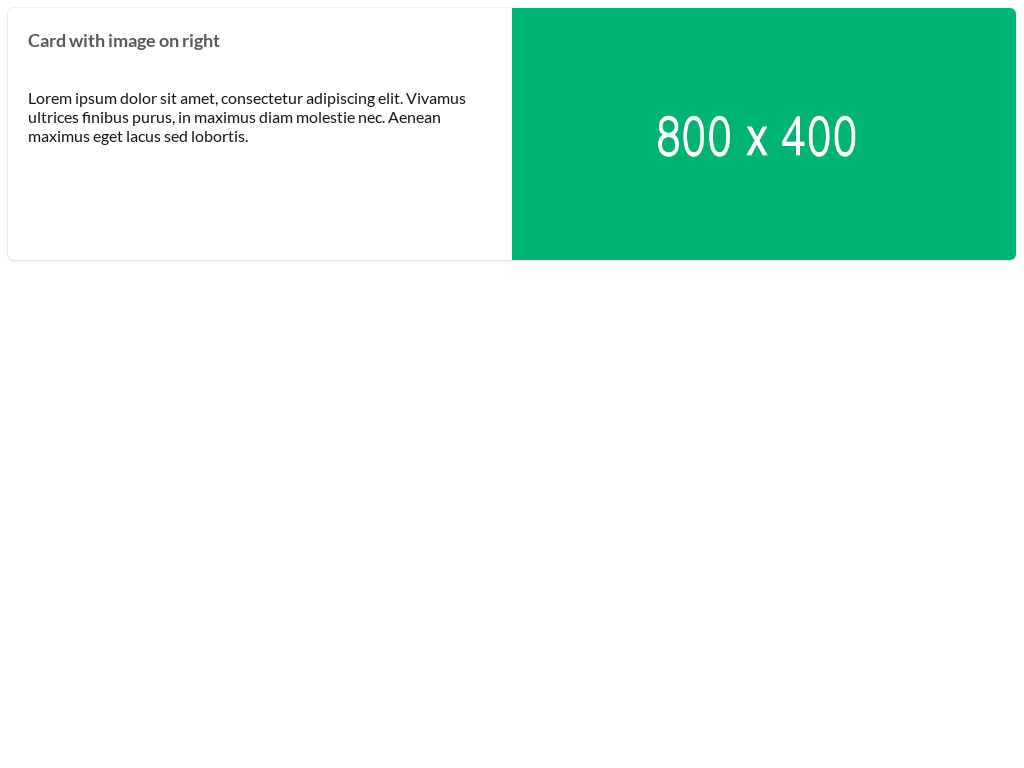 Card with image on right
Lorem ipsum dolor sit amet, consectetur adipiscing elit. Vivamus
ultrices finibus purus, in maximus diam molestie nec. Aenean
maximus eget lacus sed lobortis.
800 x 400